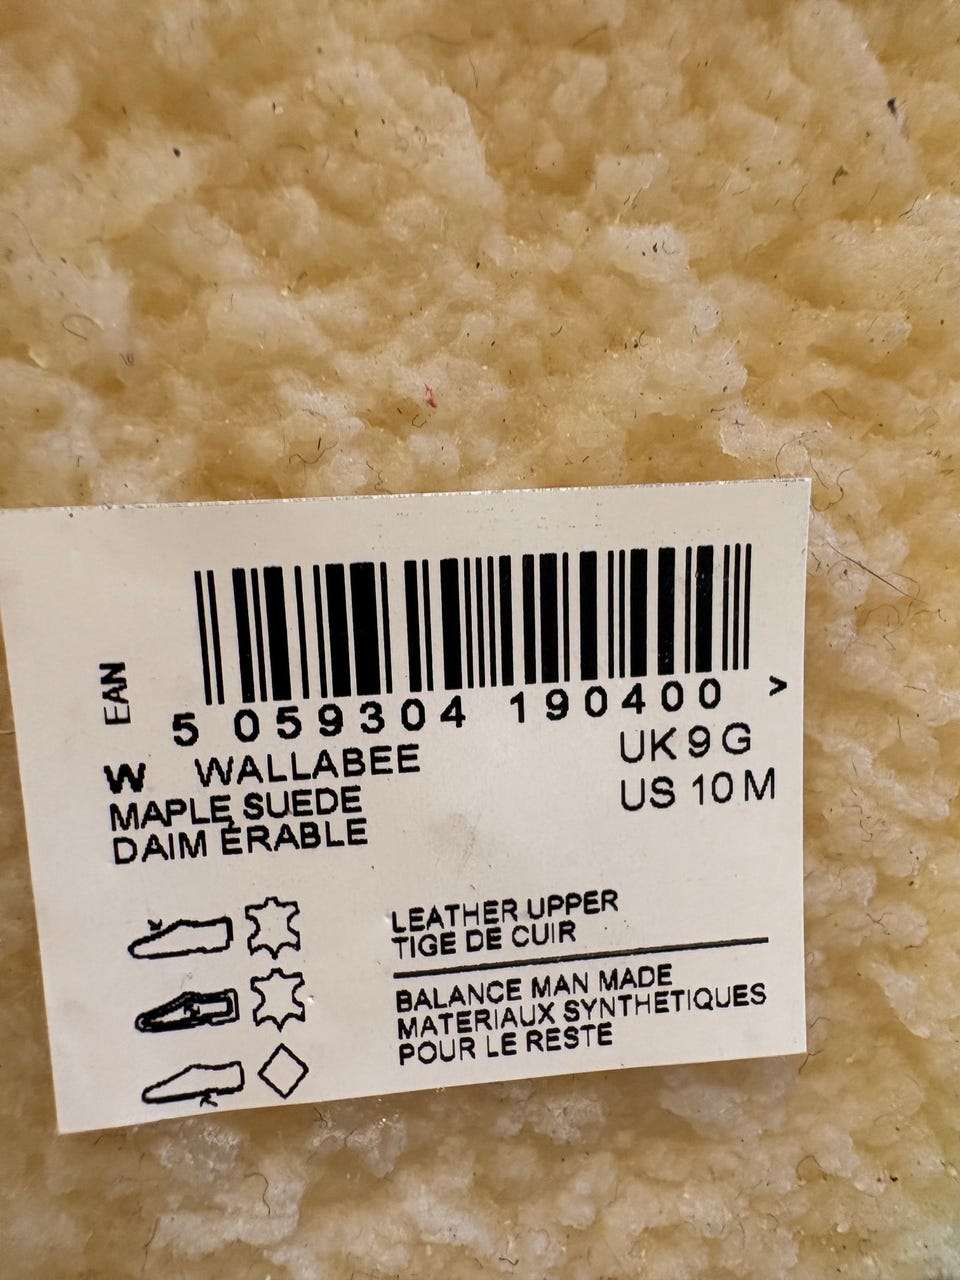 EAN
5 059304 190400 >
W WALLABEE
MAPLE SUEDE
DAIM ÉRABLE
UK 9 G
US 10 M
LEATHER UPPER
TIGE DE CUIR
BALANCE MAN MADE
MATERIAUX SYNTHETIQUES
POUR LE RESTE